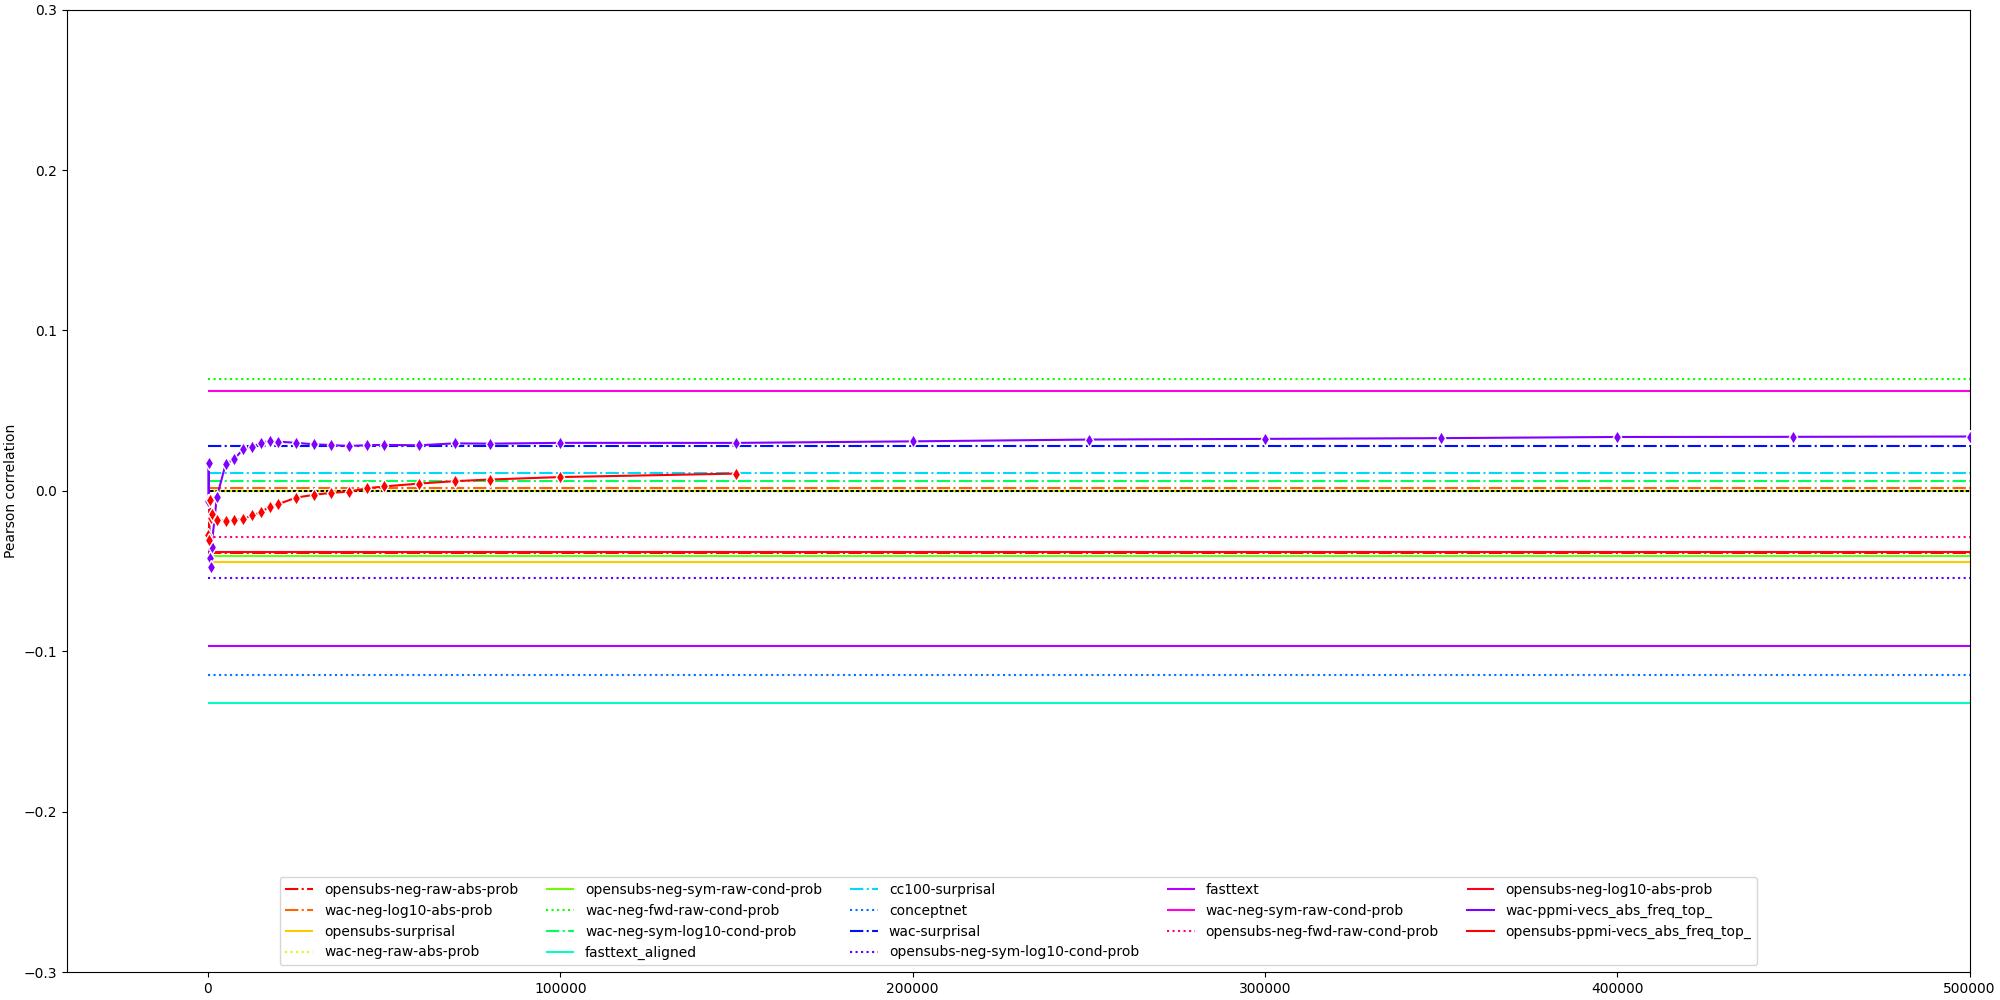 0.3
0.2
0.1
0.0
−0.1
−0.2
−0.3
Pearson correlation
0
100000
200000
300000
400000
500000
opensubs-neg-raw-abs-prob
wac-neg-log10-abs-prob
opensubs-surprisal
wac-neg-raw-abs-prob
opensubs-neg-sym-raw-cond-prob
wac-neg-fwd-raw-cond-prob
wac-neg-sym-log10-cond-prob
fasttext_aligned
cc100-surprisal
conceptnet
wac-surprisal
opensubs-neg-sym-log10-cond-prob
fasttext
wac-neg-sym-raw-cond-prob
opensubs-neg-fwd-raw-cond-prob
opensubs-neg-log10-abs-prob
wac-ppmi-vecs_abs_freq_top_
opensubs-ppmi-vecs_abs_freq_top_